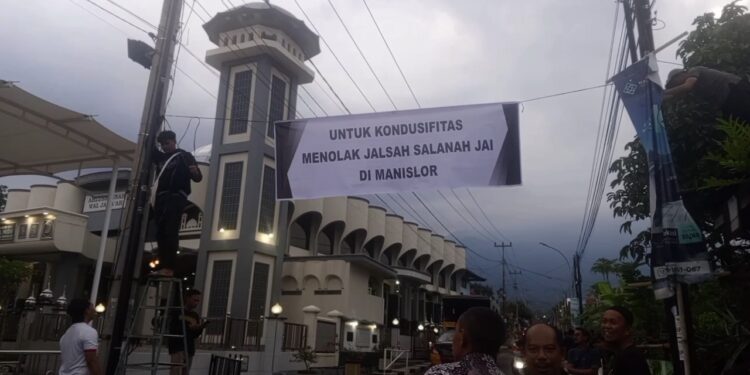 UNTUK KONDUSIFITAS
MENOLAK JALSAH SALANAH JAI
DI MANISLOR